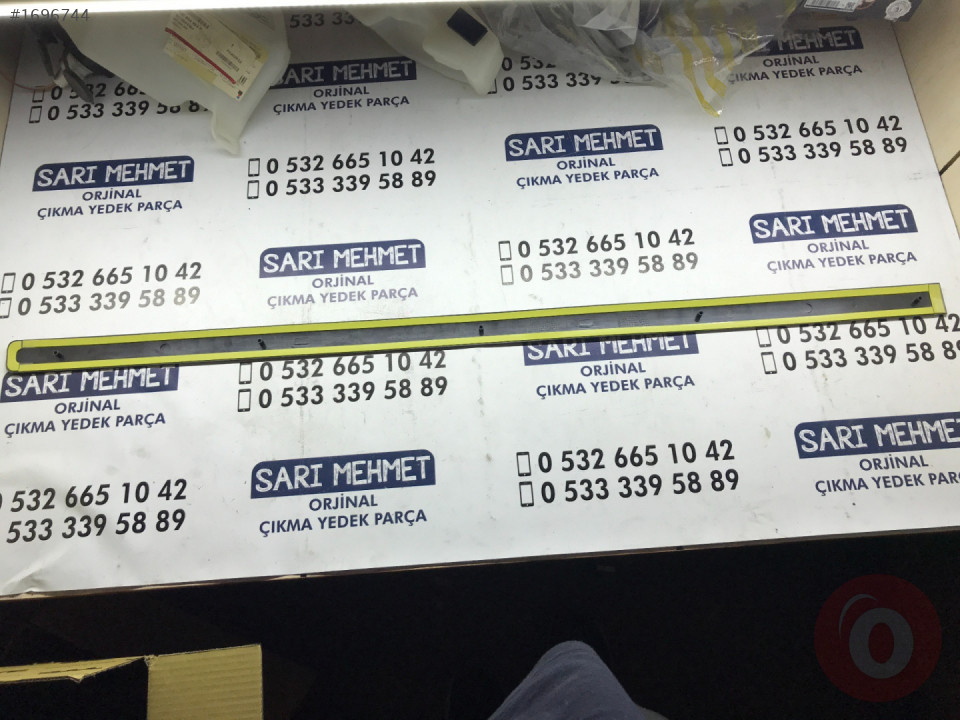 #1696744
SARI MEHMET
ORJİNAL
ÇIKMA YEDEK PARÇA
0 533 339 58 8
0 533 339
MEHMET
ORJİNAL
ÇIKMA YEDEK PARÇA
SARI MEHMET
ORJİNAL
ÇIKMA YEDEK PARÇA
0 532 665 10 42
0 533 339 58 89
SARI MEHMET
ORJİNAL
ÇIKMA YEDEK PARÇA
0 532 665 10 42
0 533 339 58 89
0 532 665 10 42
0 533 339 58 89
SARI MEHMET
ORJİNAL
ÇIKMA YEDEK PARÇA
0 532 665 10 42
0 533 339 58 89
SARI MEHMET
ORJİNAL
ÇIKMA YEDEK PARÇA
SARI MEHMET
ORJİNAL
ÇIKMA YEDEK PARÇA
0 532 665 10 42
0 533 339 58 89
SARI MEHMET
ORJİNAL
ÇIKMA YEDEK PARÇA
0 532 665 10 42
0 533 339 58 89
0 532 665 10 42
533 339 58 89
SARI MEHMET
ORJİNAL
ÇIKMA YEDEK PARÇA
0 532 665 10 42
0 533 339 58 89
SARI MEHME
ORJİNAL
ÇIKMA YEDEK PARÇ